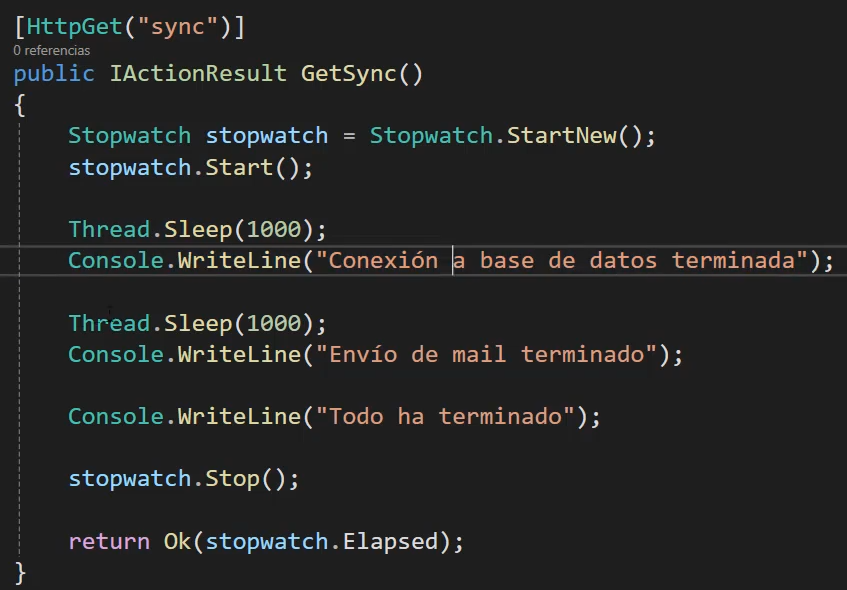 [HttpGet("sync")]
0 referencias
public IActionResult GetSync()
{
Stopwatch stopwatch = Stopwatch.StartNew();
stopwatch.Start();
Thread.Sleep(1000);
Console.WriteLine("Conexión a base de datos terminada");
Thread.Sleep(1000);
Console.WriteLine("Envío de mail terminado");
Console.WriteLine("Todo ha terminado");
stopwatch.Stop();
return Ok(stopwatch.Elapsed);
}